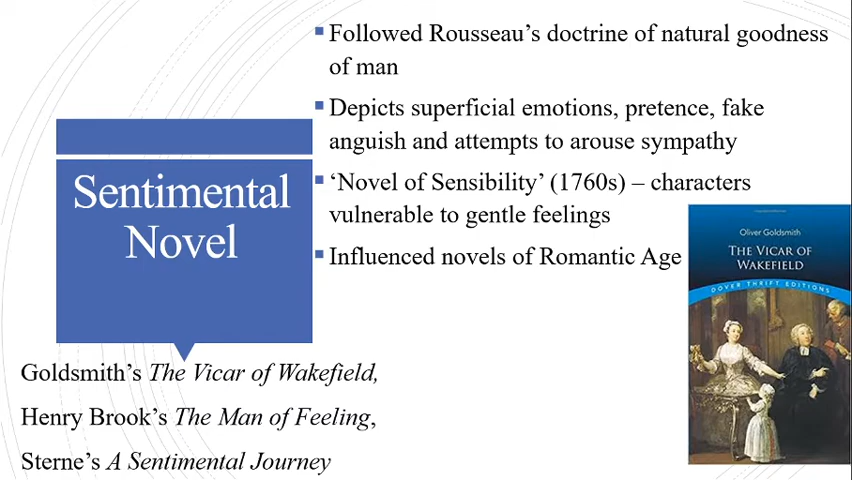 Followed Rousseau's doctrine of natural goodness
of man
Depicts superficial emotions, pretence, fake
anguish and attempts to arouse sympathy
'Novel of Sensibility' (1760s) – characters
vulnerable to gentle feelings
Influenced novels of Romantic Age
Sentimental
Novel
Goldsmith's The Vicar of Wakefield,
Henry Brook's The Man of Feeling,
Sterne's A Sentimental Journey
Oliver Goldsmith
THE VICAR OF
WAKEFIELD
DOVER THRIFT EDITIONS